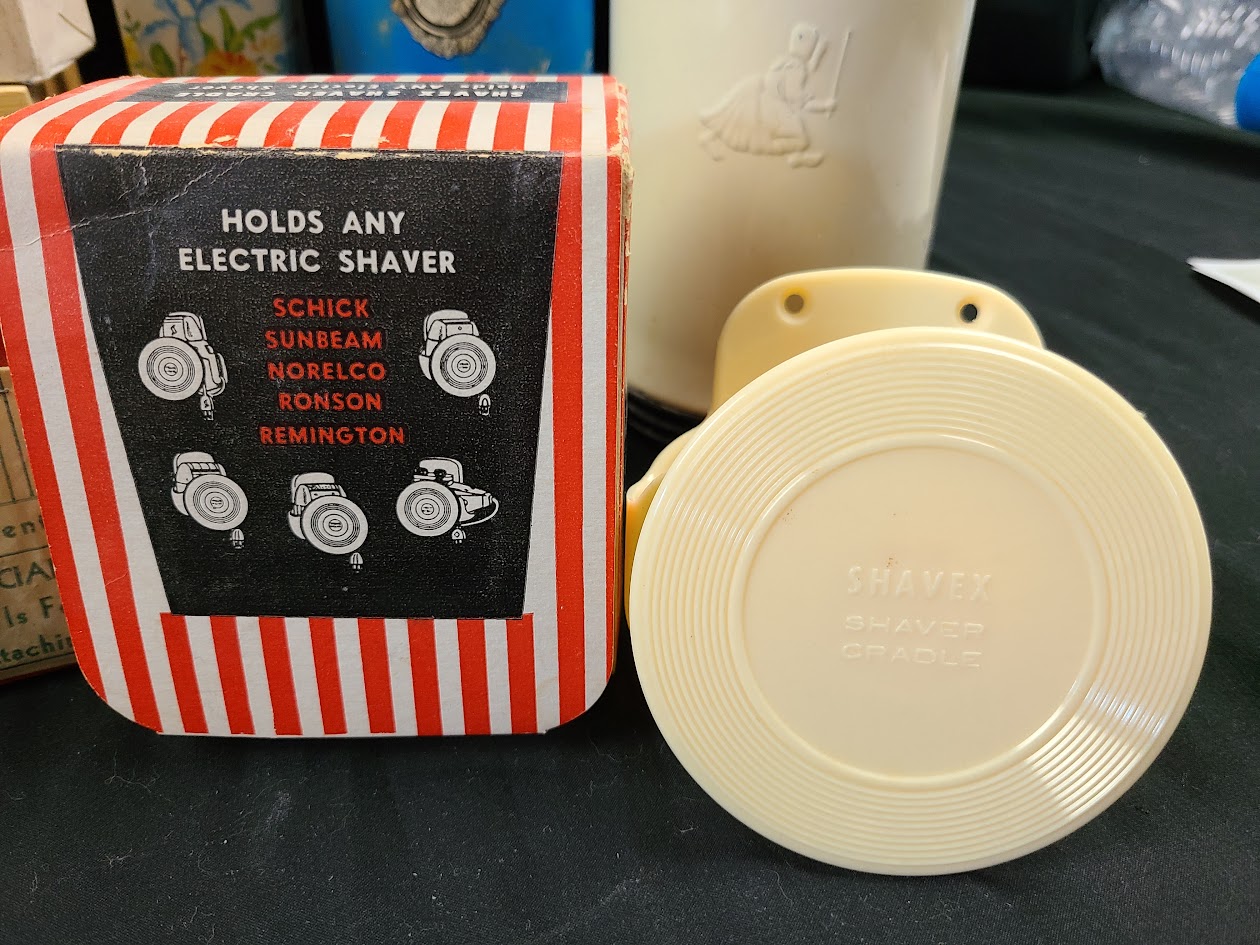 HOLDS ANY
ELECTRIC SHAVER
SCHICK
SUNBEAM
NORELCO
RONSON
REMINGTON
SHAVEX
SHAVER
CRADLE